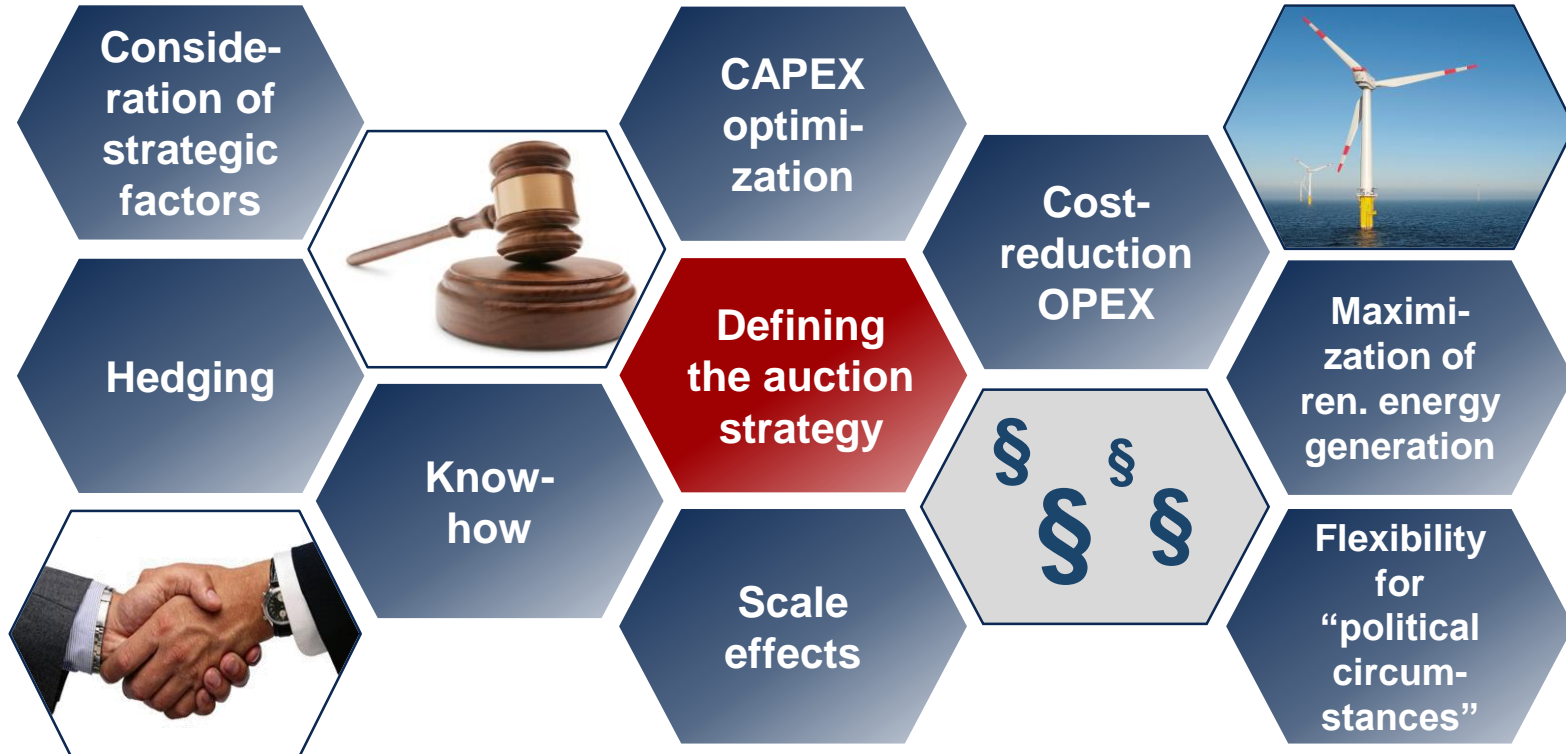 Conside-
ration of
strategic
factors
Hedging
Know-
how
CAPEX
optimi-
zation
Defining
the auction
strategy
Scale
effects
Cost-
reduction
OPEX
§ § § §
Maximi-
zation of
ren. energy
generation
Flexibility
for
“political
circum-
stances”